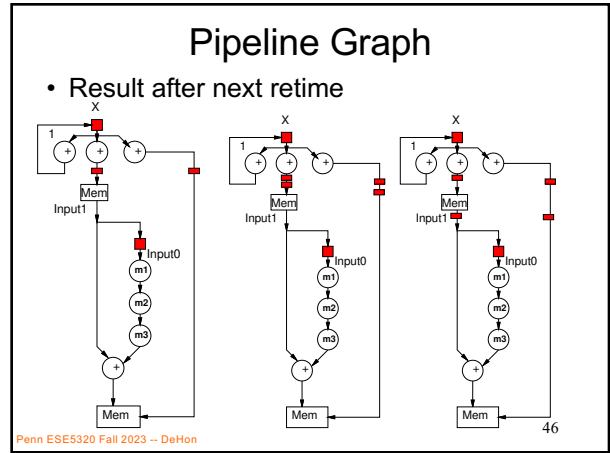 Pipeline Graph
• Result after next retime
X
1
+ + +
Mem
Input1
Input0
m1
m2
m3
+
Mem
X
1
+ + +
Mem
Input1
Input0
m1
m2
m3
+
Mem
X
1
+ + +
Mem
Input1
Input0
m1
m2
m3
+
Mem
Penn ESE5320 Fall 2023 -- DeHon
46